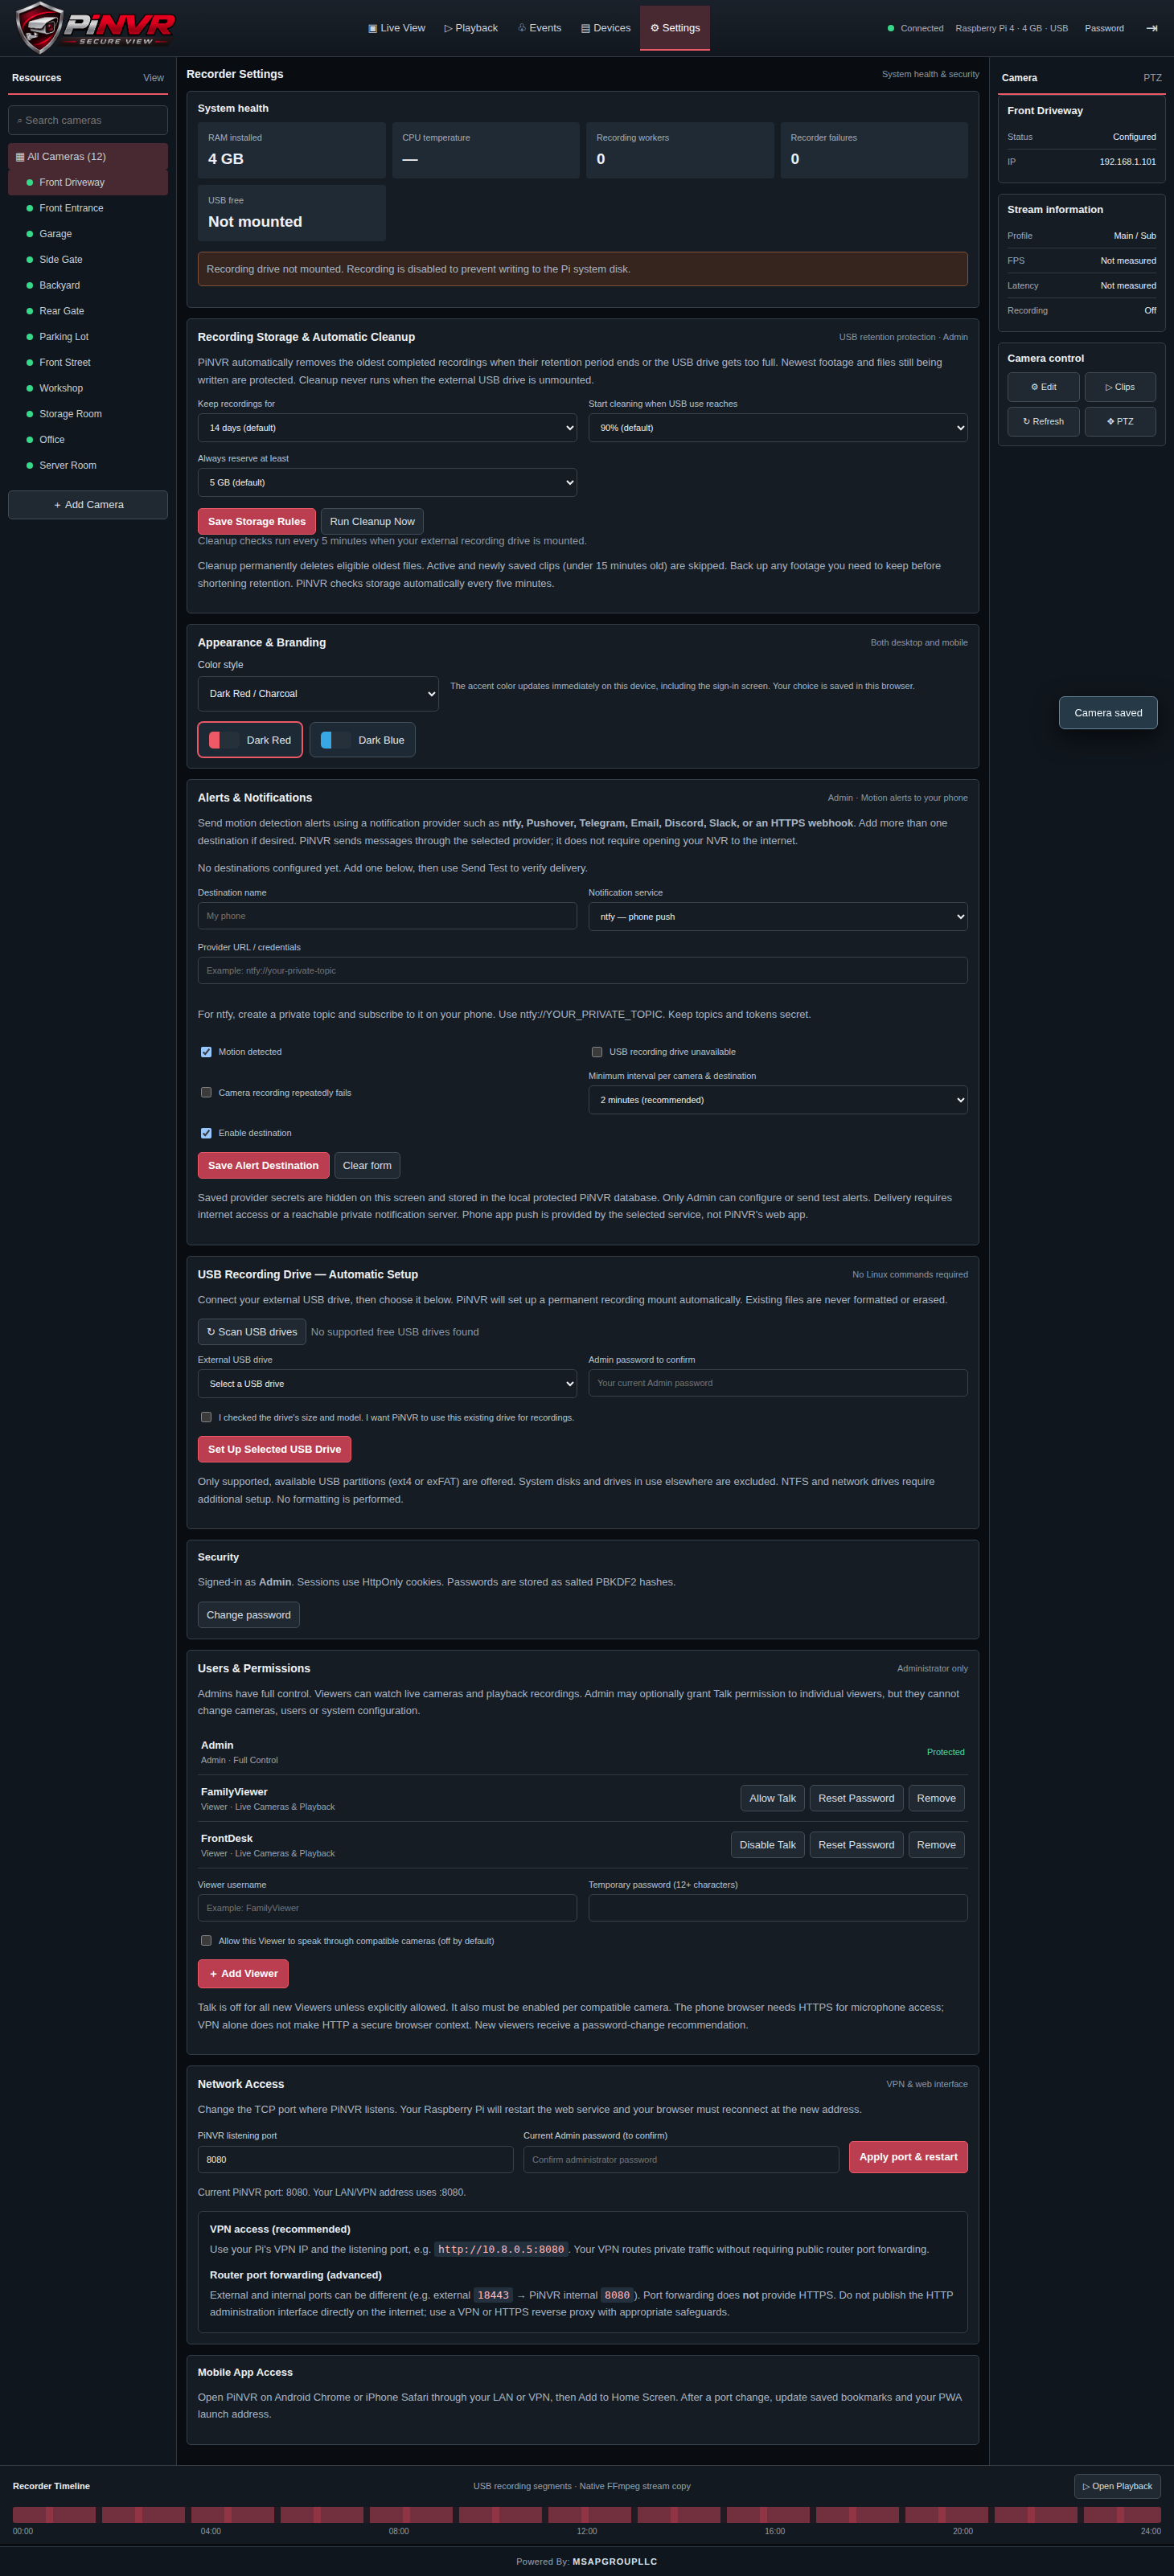 PiNVR
SECURE VIEW
▣ Live View
▷ Playback
♧ Events
▤ Devices
⚙ Settings
Connected
Raspberry Pi 4 · 4 GB · USB
Password
⇥
Resources
View
⌕ Search cameras
▦ All Cameras (12)
Front Driveway
Front Entrance
Garage
Side Gate
Backyard
Rear Gate
Parking Lot
Front Street
Workshop
Storage Room
Office
Server Room
＋ Add Camera
Recorder Settings
System health & security
System health
RAM installed
4 GB
CPU temperature
—
Recording workers
0
Recorder failures
0
USB free
Not mounted
Recording drive not mounted. Recording is disabled to prevent writing to the Pi system disk.
Recording Storage & Automatic Cleanup
USB retention protection · Admin
PiNVR automatically removes the oldest completed recordings when their retention period ends or the USB drive gets too full. Newest footage and files still being
written are protected. Cleanup never runs when the external USB drive is unmounted.
Keep recordings for
14 days (default)
Start cleaning when USB use reaches
90% (default)
Always reserve at least
5 GB (default)
Save Storage Rules
Run Cleanup Now
Cleanup checks run every 5 minutes when your external recording drive is mounted.
Cleanup permanently deletes eligible oldest files. Active and newly saved clips (under 15 minutes old) are skipped. Back up any footage you need to keep before
shortening retention. PiNVR checks storage automatically every five minutes.
Appearance & Branding
Both desktop and mobile
Color style
Dark Red / Charcoal
The accent color updates immediately on this device, including the sign-in screen. Your choice is saved in this browser.
Dark Red
Dark Blue
Alerts & Notifications
Admin · Motion alerts to your phone
Send motion detection alerts using a notification provider such as ntfy, Pushover, Telegram, Email, Discord, Slack, or an HTTPS webhook. Add more than one
destination if desired. PiNVR sends messages through the selected provider; it does not require opening your NVR to the internet.
No destinations configured yet. Add one below, then use Send Test to verify delivery.
Destination name
My phone
Notification service
ntfy — phone push
Provider URL / credentials
Example: ntfy://your-private-topic
For ntfy, create a private topic and subscribe to it on your phone. Use ntfy://YOUR_PRIVATE_TOPIC. Keep topics and tokens secret.
Motion detected
USB recording drive unavailable
Camera recording repeatedly fails
Minimum interval per camera & destination
2 minutes (recommended)
Enable destination
Save Alert Destination
Clear form
Saved provider secrets are hidden on this screen and stored in the local protected PiNVR database. Only Admin can configure or send test alerts. Delivery requires
internet access or a reachable private notification server. Phone app push is provided by the selected service, not PiNVR's web app.
USB Recording Drive — Automatic Setup
No Linux commands required
Connect your external USB drive, then choose it below. PiNVR will set up a permanent recording mount automatically. Existing files are never formatted or erased.
↻ Scan USB drives
No supported free USB drives found
External USB drive
Select a USB drive
Admin password to confirm
Your current Admin password
I checked the drive's size and model. I want PiNVR to use this existing drive for recordings.
Set Up Selected USB Drive
Only supported, available USB partitions (ext4 or exFAT) are offered. System disks and drives in use elsewhere are excluded. NTFS and network drives require
additional setup. No formatting is performed.
Security
Signed-in as Admin. Sessions use HttpOnly cookies. Passwords are stored as salted PBKDF2 hashes.
Change password
Users & Permissions
Administrator only
Admins have full control. Viewers can watch live cameras and playback recordings. Admin may optionally grant Talk permission to individual viewers, but they cannot
change cameras, users or system configuration.
Admin
Admin · Full Control
Protected
FamilyViewer
Viewer · Live Cameras & Playback
Allow Talk
Reset Password
Remove
FrontDesk
Viewer · Live Cameras & Playback
Disable Talk
Reset Password
Remove
Viewer username
Example: FamilyViewer
Temporary password (12+ characters)
Allow this Viewer to speak through compatible cameras (off by default)
＋ Add Viewer
Talk is off for all new Viewers unless explicitly allowed. It also must be enabled per compatible camera. The phone browser needs HTTPS for microphone access;
VPN alone does not make HTTP a secure browser context. New viewers receive a password-change recommendation.
Network Access
VPN & web interface
Change the TCP port where PiNVR listens. Your Raspberry Pi will restart the web service and your browser must reconnect at the new address.
PiNVR listening port
8080
Current Admin password (to confirm)
Confirm administrator password
Apply port & restart
Current PiNVR port: 8080. Your LAN/VPN address uses :8080.
VPN access (recommended)
Use your Pi's VPN IP and the listening port, e.g. http://10.8.0.5:8080. Your VPN routes private traffic without requiring public router port forwarding.
Router port forwarding (advanced)
External and internal ports can be different (e.g. external 18443 → PiNVR internal 8080). Port forwarding does not provide HTTPS. Do not publish the HTTP
administration interface directly on the internet; use a VPN or HTTPS reverse proxy with appropriate safeguards.
Mobile App Access
Open PiNVR on Android Chrome or iPhone Safari through your LAN or VPN, then Add to Home Screen. After a port change, update saved bookmarks and your PWA
launch address.
Camera
PTZ
Front Driveway
Status
Configured
IP
192.168.1.101
Stream information
Profile
Main / Sub
FPS
Not measured
Latency
Not measured
Recording
Off
Camera control
⚙ Edit
▷ Clips
↻ Refresh
✥ PTZ
Camera saved
Recorder Timeline
USB recording segments · Native FFmpeg stream copy
▷ Open Playback
00:00
04:00
08:00
12:00
16:00
20:00
24:00
Powered By: MSAPGROUPLLC